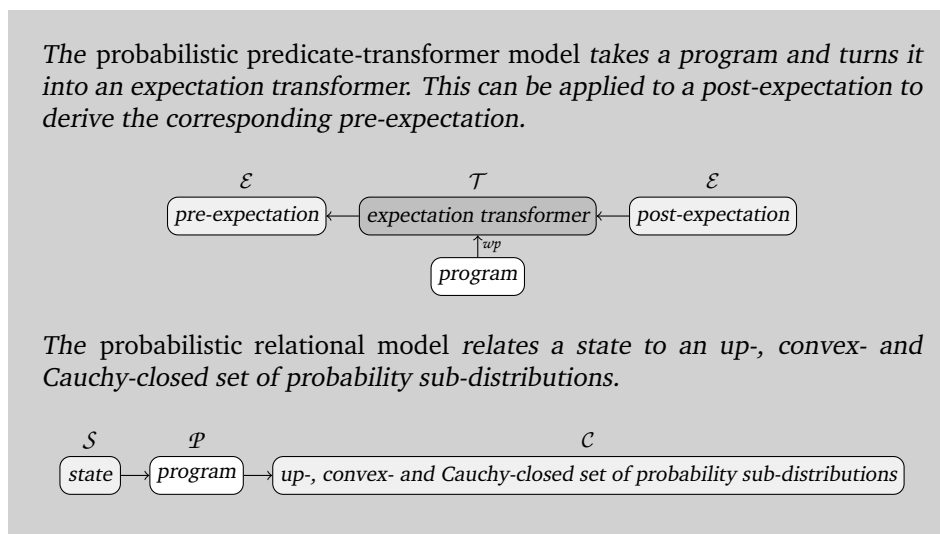 The probabilistic predicate-transformer model takes a program and turns it
into an expectation transformer. This can be applied to a post-expectation to
derive the corresponding pre-expectation.
ℰ 𝒯 ℰ
pre-expectation expectation transformer post-expectation
wp
program
The probabilistic relational model relates a state to an up-, convex- and
Cauchy-closed set of probability sub-distributions.
𝒮 𝒫 𝒞
state program up-, convex- and Cauchy-closed set of probability sub-distributions